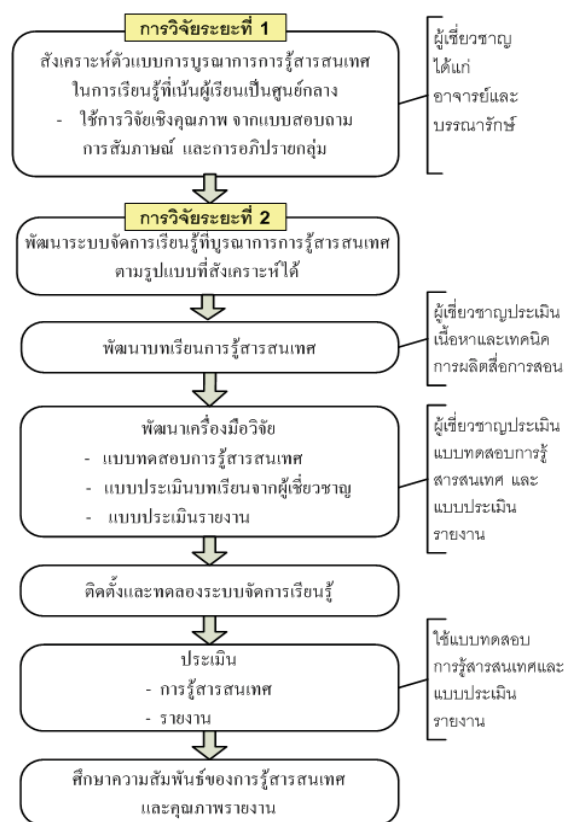 การวิจัยระยะที่ 1
สังเคราะห์ตัวแบบการบูรณาการการรู้สารสนเทศ
ในการเรียนรู้ที่เน้นผู้เรียนเป็นศูนย์กลาง
- ใช้การวิจัยเชิงคุณภาพ จากแบบสอบถาม
การสัมภาษณ์ และการอภิปรายกลุ่ม
ผู้เชี่ยวชาญ
ได้แก่
อาจารย์และ
บรรณารักษ์
การวิจัยระยะที่ 2
พัฒนาระบบจัดการเรียนรู้ที่บูรณาการการรู้สารสนเทศ
ตามรูปแบบที่สังเคราะห์ได้
พัฒนาบทเรียนการรู้สารสนเทศ
ผู้เชี่ยวชาญประเมิน
เนื้อหาและเทคนิค
การผลิตสื่อการสอน
พัฒนาเครื่องมือวิจัย
- แบบทดสอบการรู้สารสนเทศ
- แบบประเมินบทเรียนจากผู้เชี่ยวชาญ
- แบบประเมินรายงาน
ผู้เชี่ยวชาญประเมิน
แบบทดสอบการรู้
สารสนเทศ และ
แบบประเมิน
รายงาน
ติดตั้งและทดลองระบบจัดการเรียนรู้
ประเมิน
- การรู้สารสนเทศ
- รายงาน
ใช้แบบทดสอบ
การรู้สารสนเทศและ
แบบประเมิน
รายงาน
ศึกษาความสัมพันธ์ของการรู้สารสนเทศ
และคุณภาพรายงาน